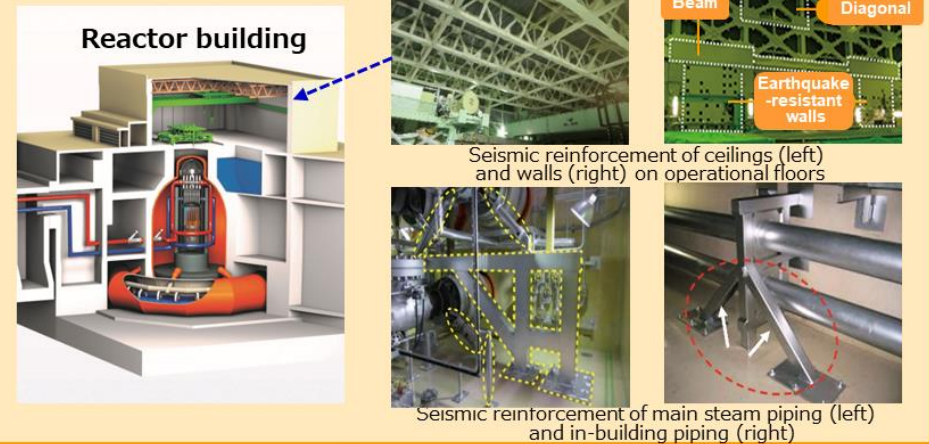 Reactor building
Beam
Diagonal
Earthquake
-resistant
walls
Seismic reinforcement of ceilings (left)
and walls (right) on operational floors
Seismic reinforcement of main steam piping (left)
and in-building piping (right)